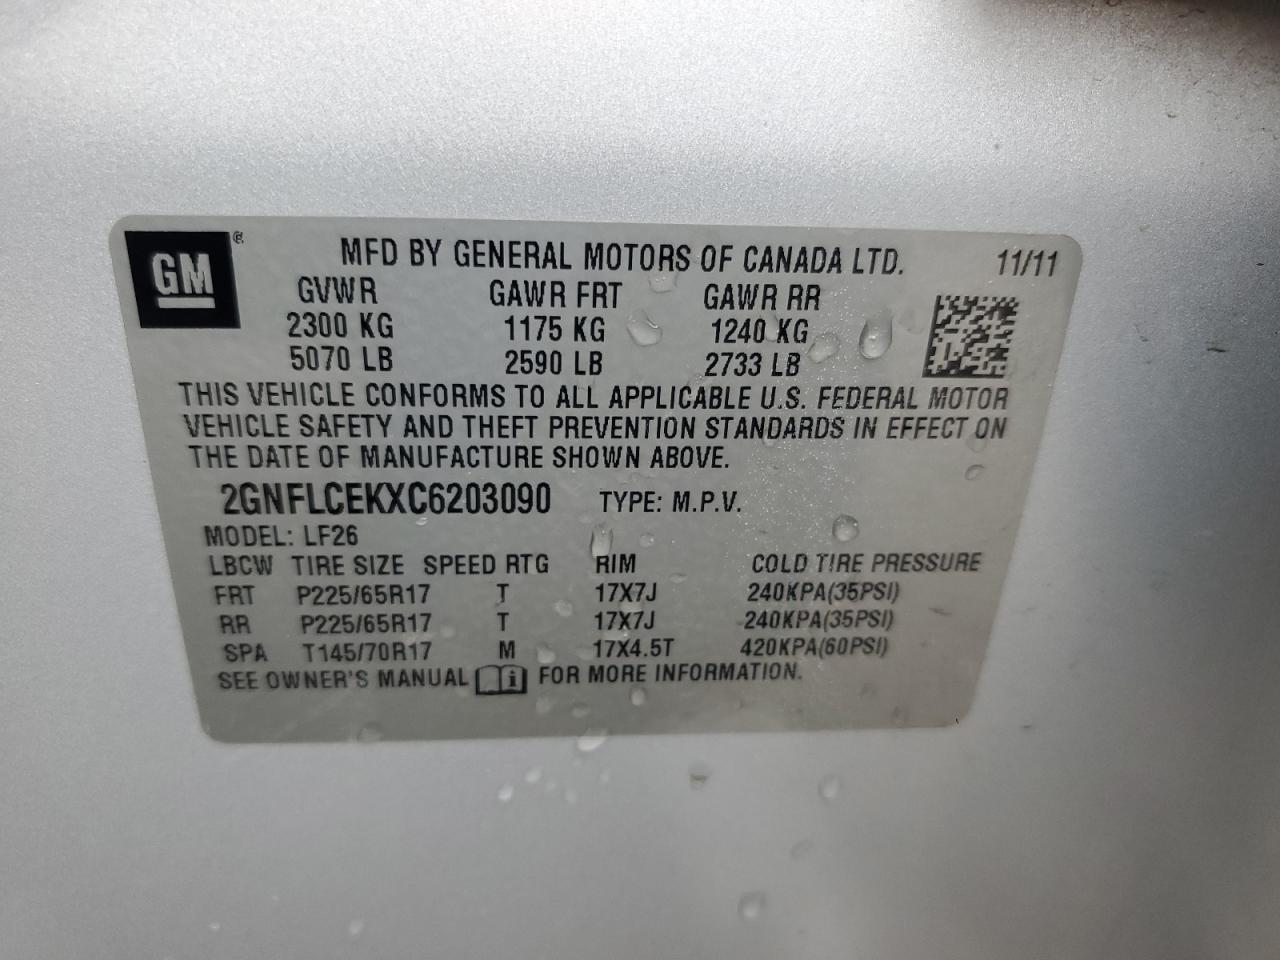 GM ® MFD BY GENERAL MOTORS OF CANADA LTD. 11/11
GVWR GAWR FRT GAWR RR
2300 KG 1175 KG 1240 KG
5070 LB 2590 LB 2733 LB
THIS VEHICLE CONFORMS TO ALL APPLICABLE U.S. FEDERAL MOTOR
VEHICLE SAFETY AND THEFT PREVENTION STANDARDS IN EFFECT ON
THE DATE OF MANUFACTURE SHOWN ABOVE.
2GNFLCEKXC6203090 TYPE: M.P.V.
MODEL: LF26
LBCW TIRE SIZE SPEED RTG RIM COLD TIRE PRESSURE
FRT P225/65R17 T 17X7J 240KPA(35PSI)
RR P225/65R17 T 17X7J 240KPA(35PSI)
SPA T145/70R17 M 17X4.5T 420KPA(60PSI)
SEE OWNER'S MANUAL i FOR MORE INFORMATION.